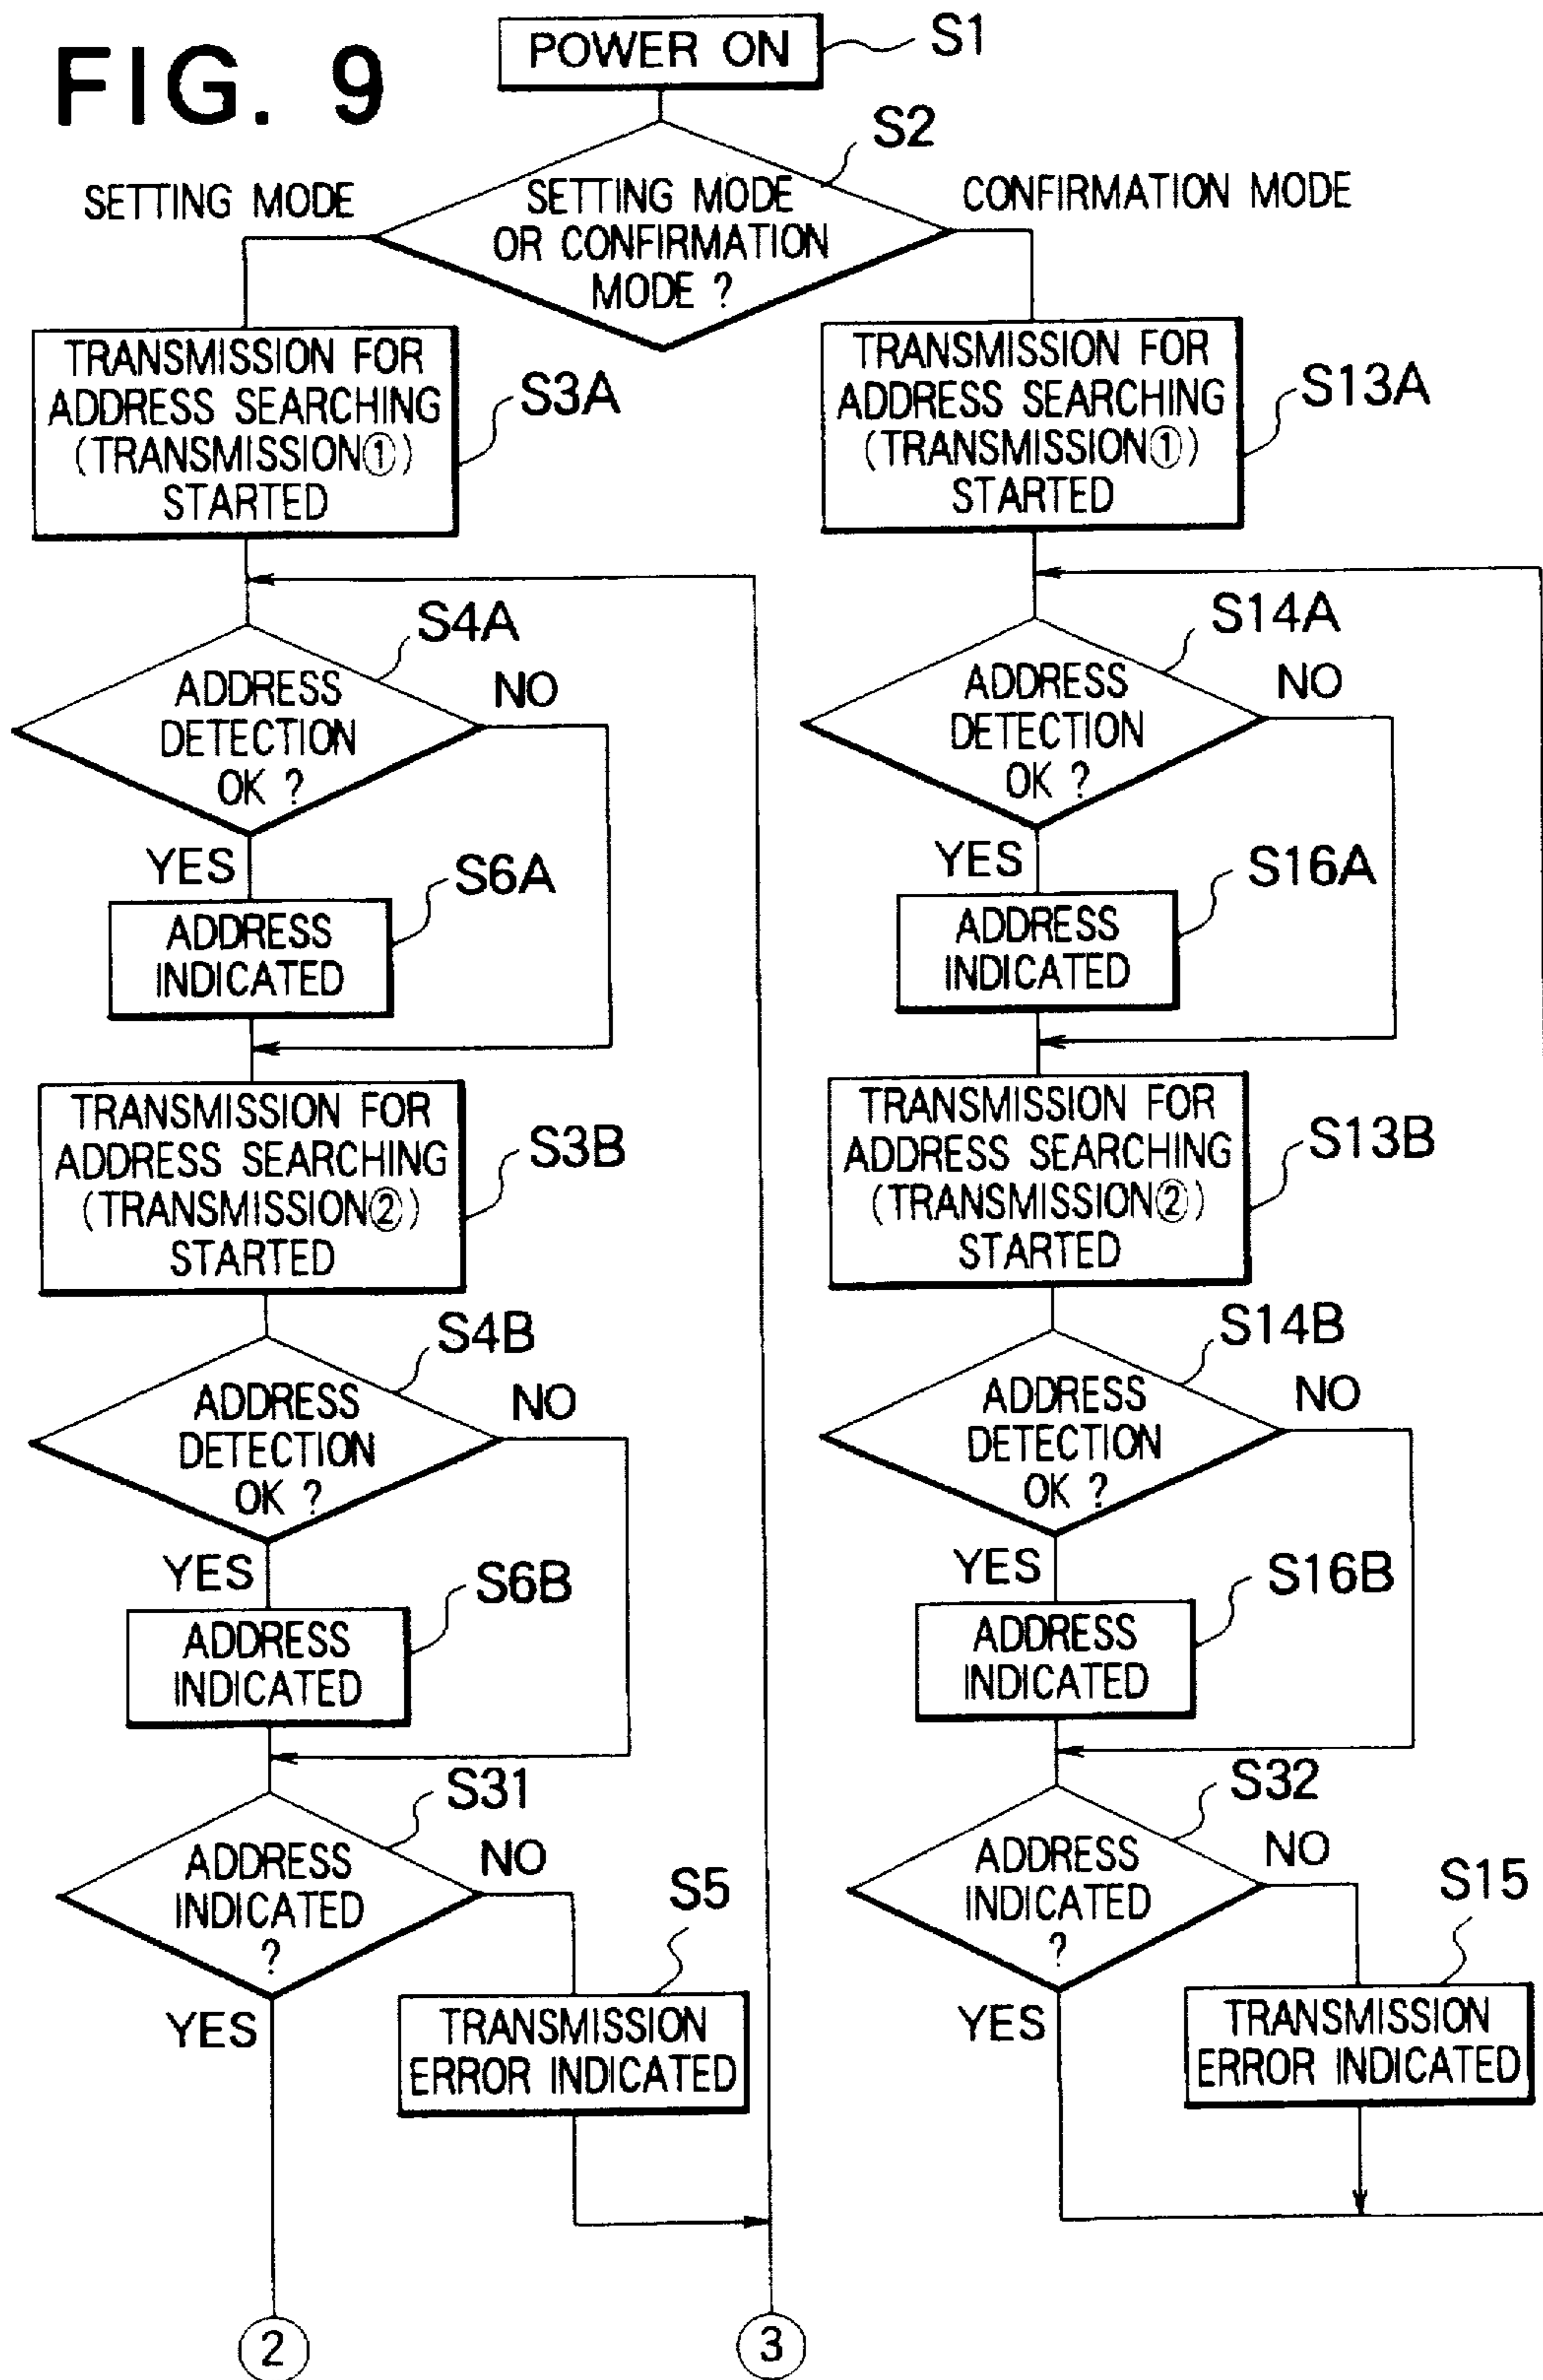 FIG. 9
POWER ON
S1
S2
SETTING MODE
SETTING MODE
OR CONFIRMATION
MODE ?
CONFIRMATION MODE
TRANSMISSION FOR
ADDRESS SEARCHING
(TRANSMISSION①)
STARTED
S3A
S4A
ADDRESS
DETECTION
OK ?
NO
YES
S6A
ADDRESS
INDICATED
TRANSMISSION FOR
ADDRESS SEARCHING
(TRANSMISSION②)
STARTED
S3B
S4B
ADDRESS
DETECTION
OK ?
NO
YES
S6B
ADDRESS
INDICATED
S31
ADDRESS
INDICATED
?
NO
S5
YES
TRANSMISSION
ERROR INDICATED
2
3
TRANSMISSION FOR
ADDRESS SEARCHING
(TRANSMISSION①)
STARTED
S13A
S14A
ADDRESS
DETECTION
OK ?
NO
YES
S16A
ADDRESS
INDICATED
TRANSMISSION FOR
ADDRESS SEARCHING
(TRANSMISSION②)
STARTED
S13B
S14B
ADDRESS
DETECTION
OK ?
NO
YES
S16B
ADDRESS
INDICATED
S32
ADDRESS
INDICATED
?
NO
S15
YES
TRANSMISSION
ERROR INDICATED